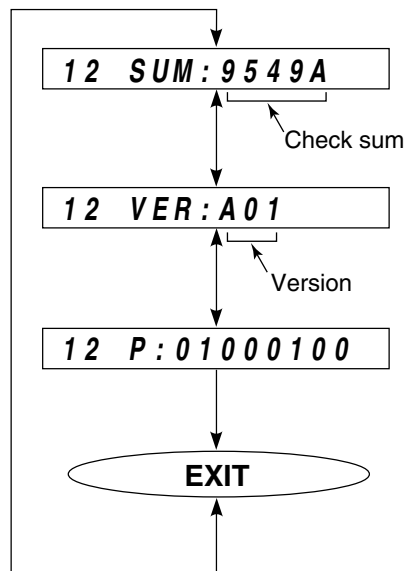 12 SUM:9549A
Check sum
12 VER:A01
Version
12 P:01000100
EXIT